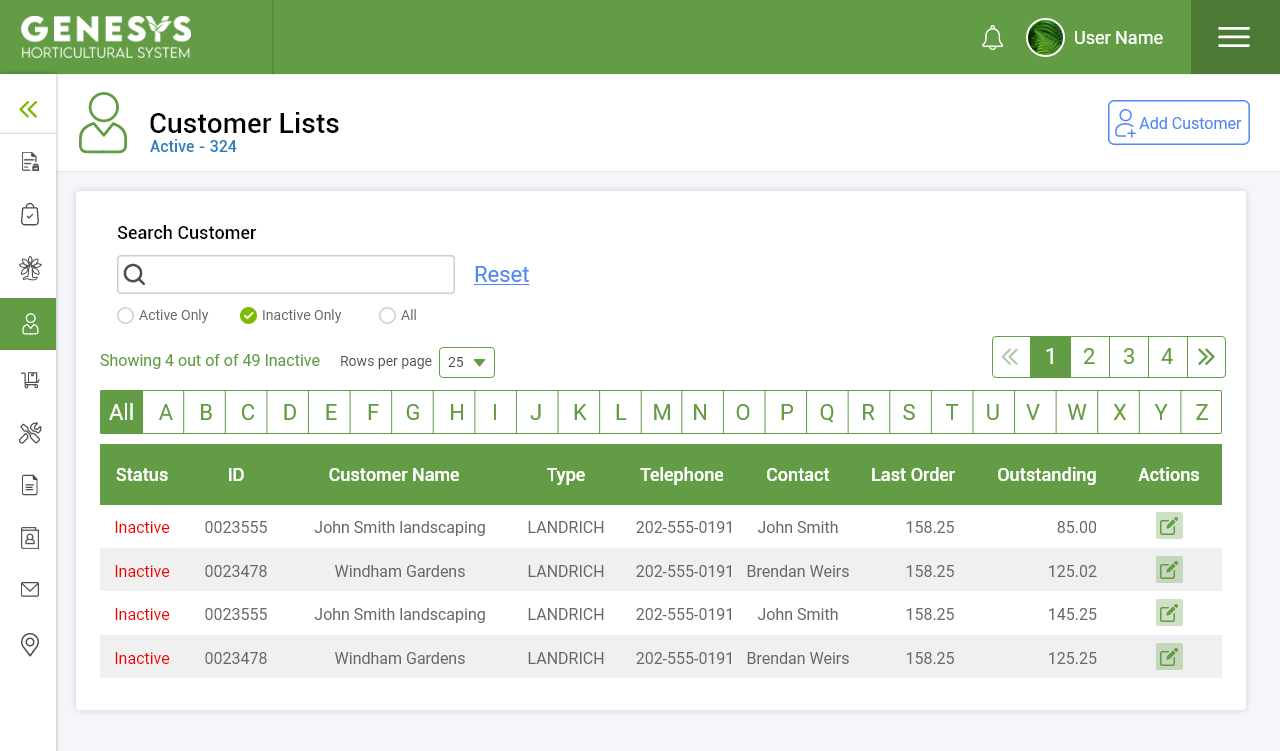 GENESYS
HORTICULTURAL SYSTEM
User Name
Customer Lists
Active - 324
Add Customer
Search Customer
Reset
Active Only Inactive Only All
Showing 4 out of of 49 Inactive Rows per page 25 1 2 3 4
All A B C D E F G H I J K L M N O P Q R S T U V W X Y Z
Status ID Customer Name Type Telephone Contact Last Order Outstanding Actions
Inactive 0023555 John Smith landscaping LANDRICH 202-555-0191 John Smith 158.25 85.00
Inactive 0023478 Windham Gardens LANDRICH 202-555-0191 Brendan Weirs 158.25 125.02
Inactive 0023555 John Smith landscaping LANDRICH 202-555-0191 John Smith 158.25 145.25
Inactive 0023478 Windham Gardens LANDRICH 202-555-0191 Brendan Weirs 158.25 125.25